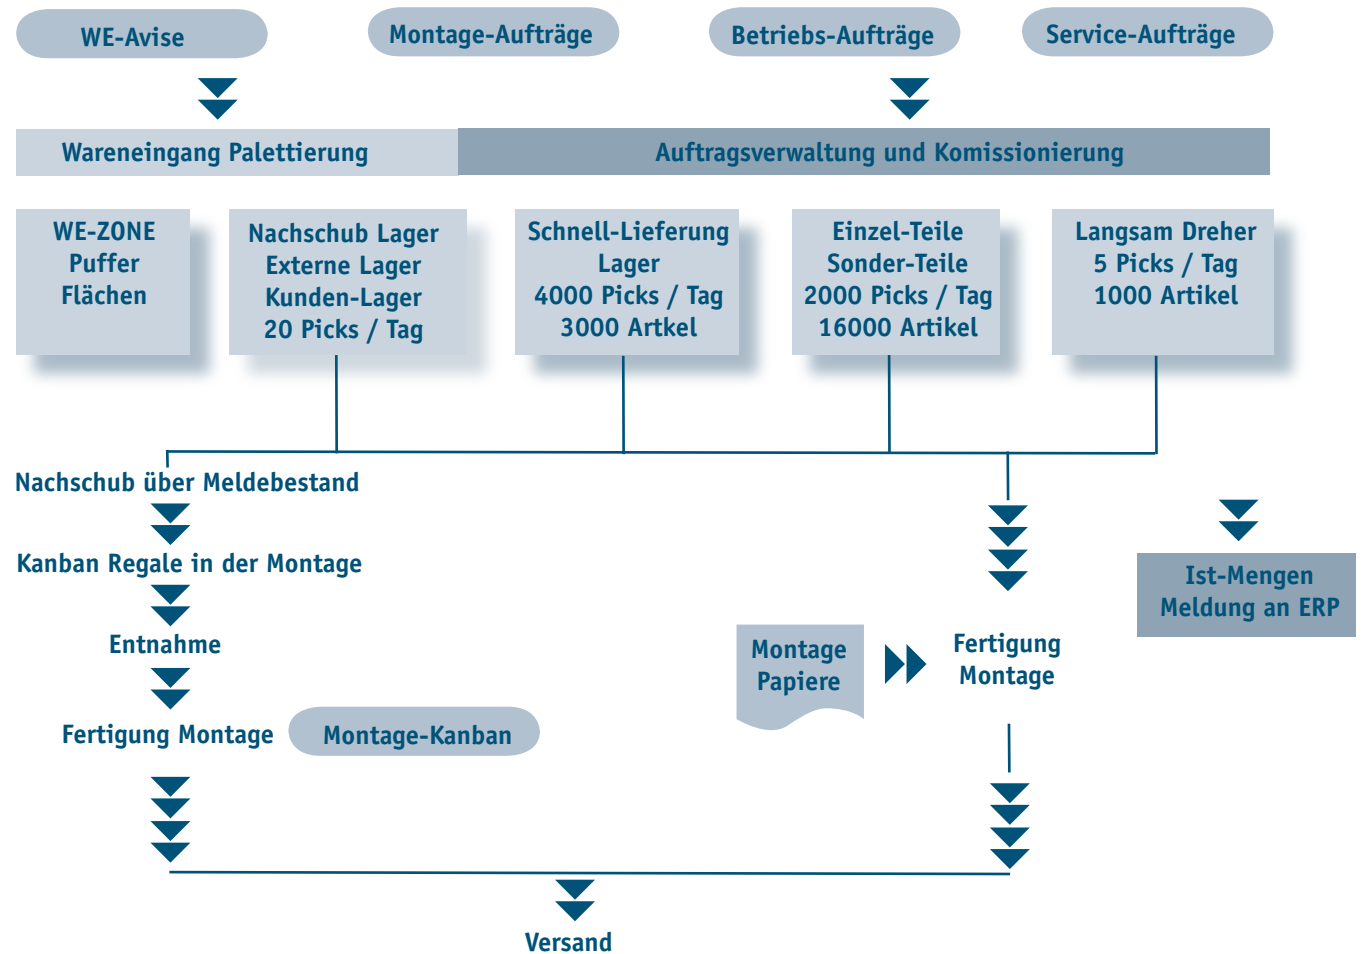 WE-Avise
Montage-Aufträge
Betriebs-Aufträge
Service-Aufträge
Wareneingang Palettierung
Auftragsverwaltung und Komissionierung
WE-ZONE
Puffer
Flächen
Nachschub Lager
Externe Lager
Kunden-Lager
20 Picks / Tag
Schnell-Lieferung
Lager
4000 Picks / Tag
3000 Artkel
Einzel-Teile
Sonder-Teile
2000 Picks / Tag
16000 Artikel
Langsam Dreher
5 Picks / Tag
1000 Artikel
Nachschub über Meldebestand
Kanban Regale in der Montage
Entnahme
Fertigung Montage
Montage-Kanban
Montage
Papiere
Fertigung
Montage
Ist-Mengen
Meldung an ERP
Versand